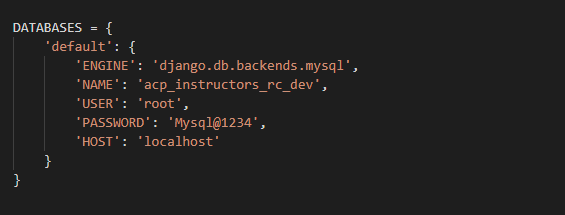 DATABASES = {
    'default': {
        'ENGINE': 'django.db.backends.mysql',
        'NAME': 'acp_instructors_rc_dev',
        'USER': 'root',
        'PASSWORD': 'Mysql@1234',
        'HOST': 'localhost'
    }
}